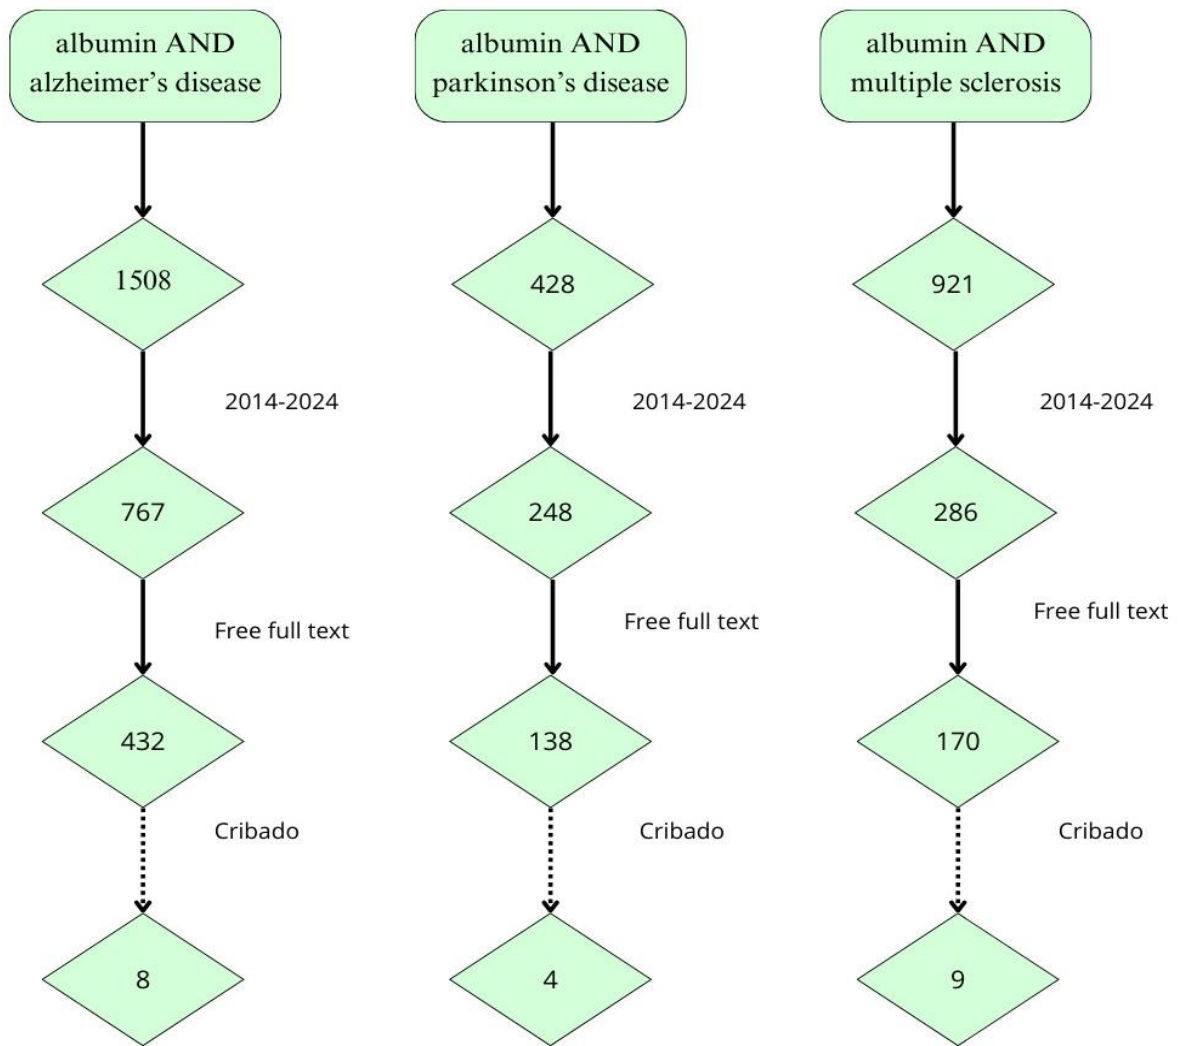 albumin AND
alzheimer's disease
1508
2014-2024
767
Free full text
432
Cribado
8
albumin AND
parkinson's disease
428
2014-2024
248
Free full text
138
Cribado
4
albumin AND
multiple sclerosis
921
2014-2024
286
Free full text
170
Cribado
9